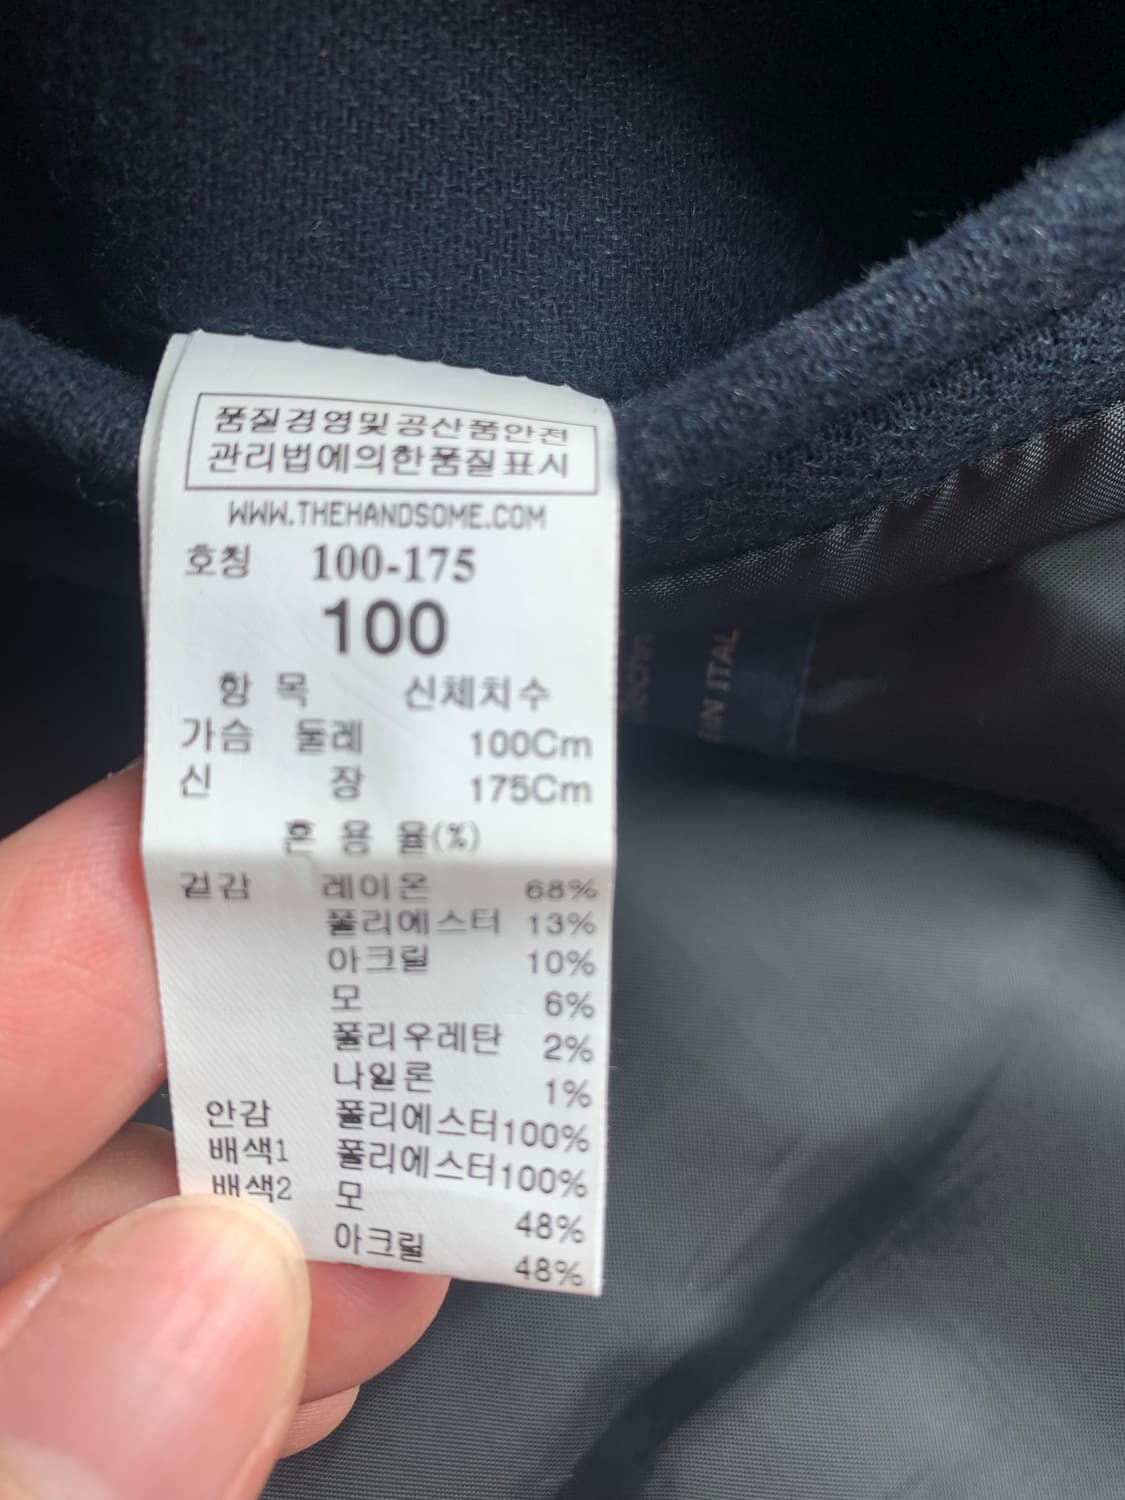 품질경영및공산품안전
관리법에의한품질표시
WWW.THEHANDSOME.COM
호칭 100-175
100
항 목 신체치수
가슴 둘레 100Cm
신 장 175Cm
혼 용 율(%)
겉감 레이온 68%
폴리에스터 13%
아크릴 10%
모 6%
폴리우레탄 2%
나일론 1%
안감 폴리에스터100%
배색1 폴리에스터100%
배색2 모 48%
아크릴 48%